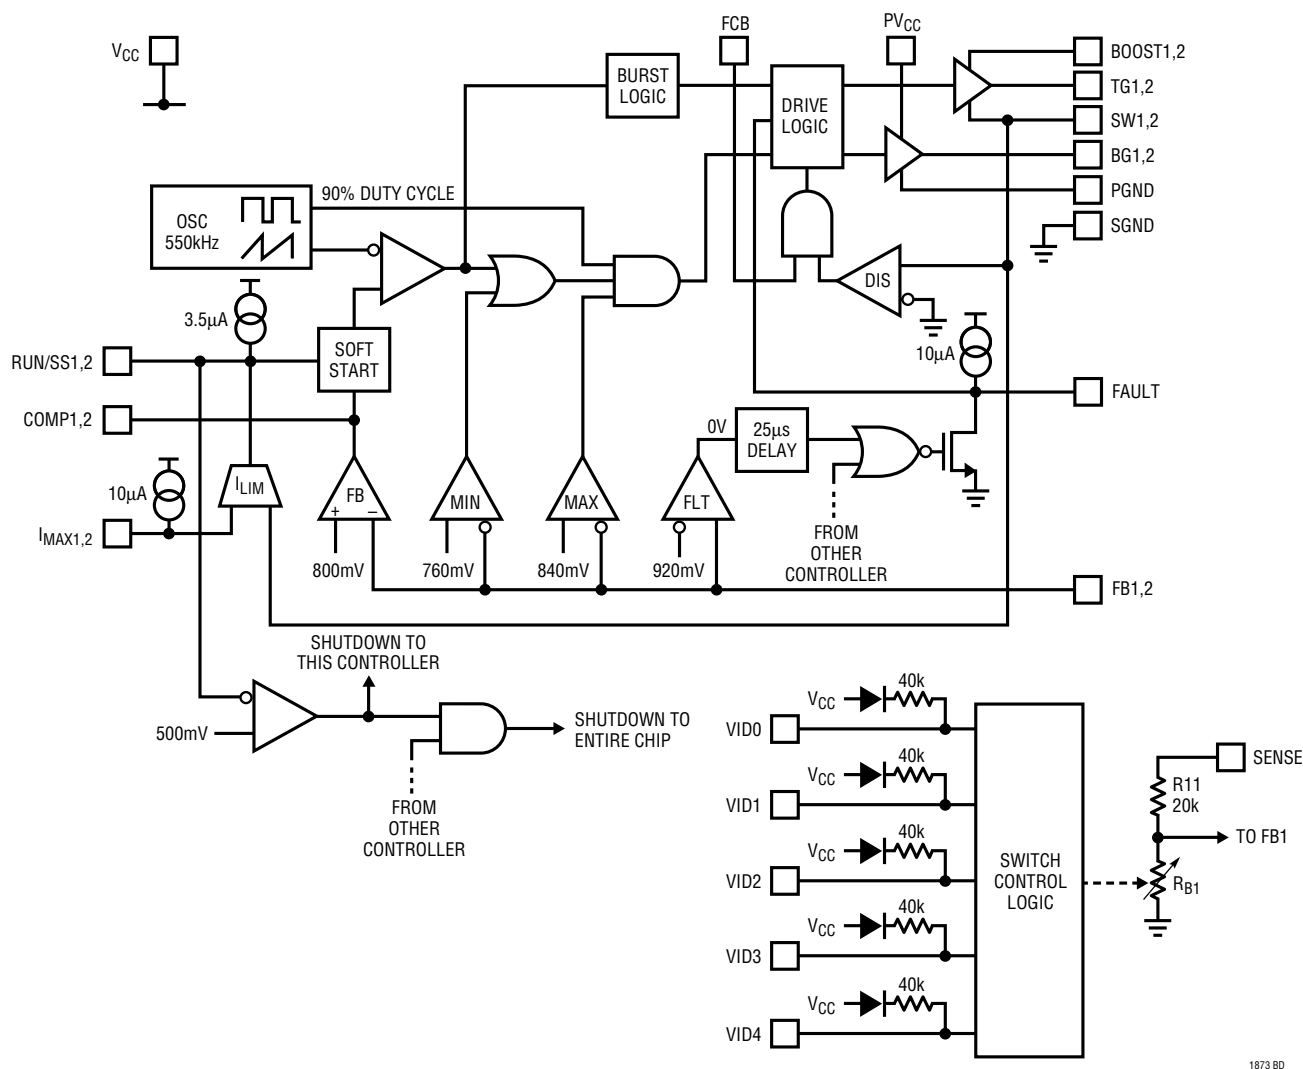 FCB
PVCC
VCC
BOOST1,2
BURST
LOGIC
TG1,2
DRIVE
LOGIC
SW1,2
BG1,2
90% DUTY CYCLE
PGND
OSC
550kHz
SGND
DIS
3.5µA
SOFT
START
10µA
RUN/SS1,2
FAULT
COMP1,2
0V
25µs
DELAY
10µA
ILIM
FB
+ –
MIN
MAX
FLT
IMAX1,2
FROM
OTHER
CONTROLLER
800mV
760mV
840mV
920mV
FB1,2
SHUTDOWN TO
THIS CONTROLLER
500mV
SHUTDOWN TO
ENTIRE CHIP
FROM
OTHER
CONTROLLER
40k
VCC
VID0
40k
VCC
VID1
40k
VCC
VID2
40k
VCC
VID3
40k
VCC
VID4
SWITCH
CONTROL
LOGIC
SENSE
R11
20k
TO FB1
RB1
1873 BD